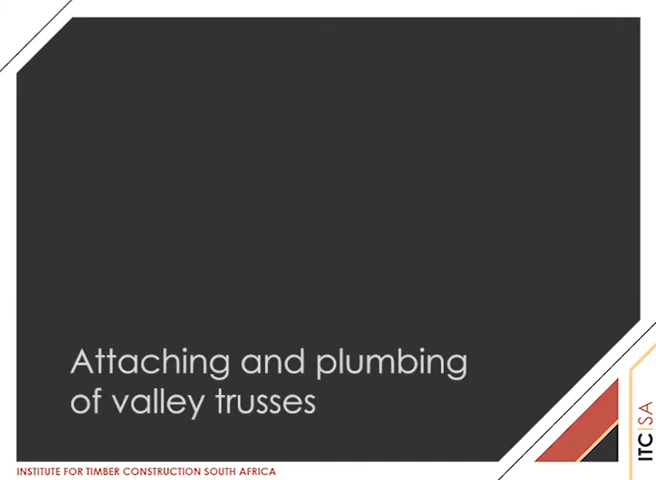 Attaching and plumbing
of valley trusses
INSTITUTE FOR TIMBER CONSTRUCTION SOUTH AFRICA
ITC|SA